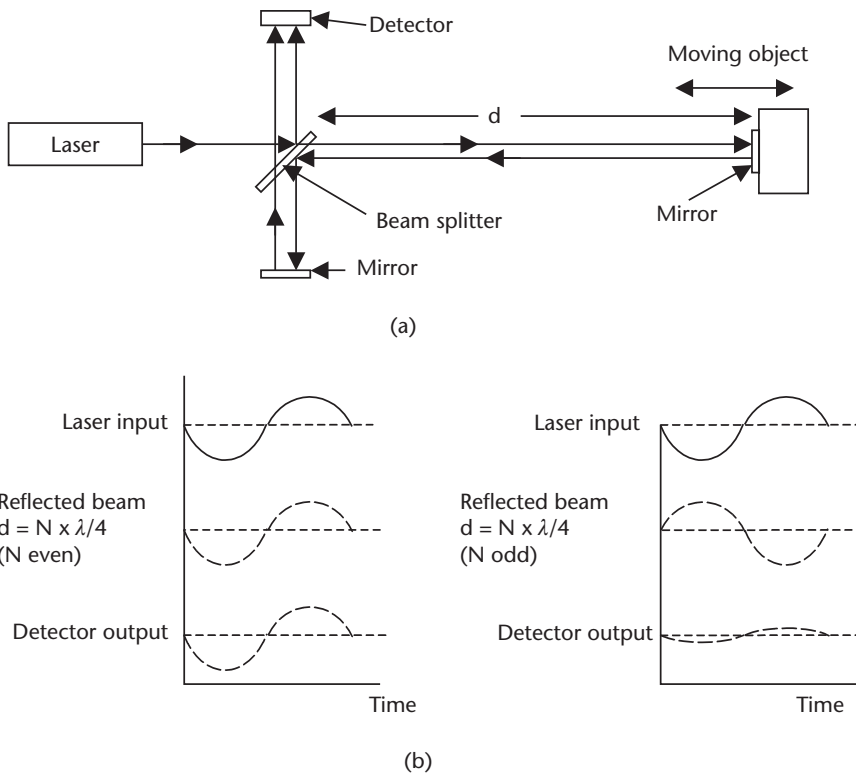 Detector
Moving object
d
Laser
Beam splitter
Mirror
Mirror
(a)
Laser input
Reflected beam
d = N x λ/4
(N even)
Detector output
Time
Laser input
Reflected beam
d = N x λ/4
(N odd)
Detector output
Time
(b)